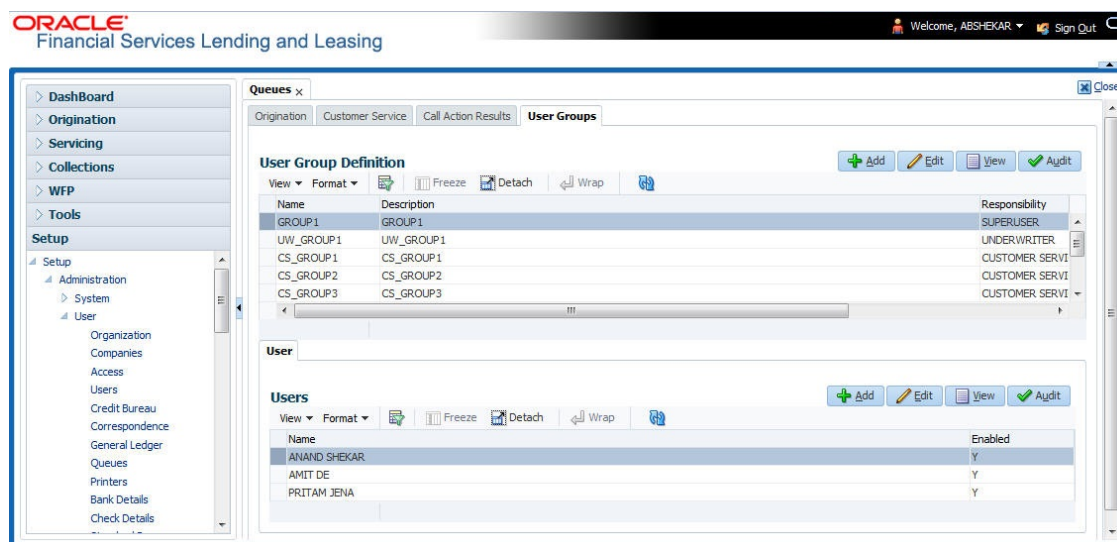 ORACLE
Financial Services Lending and Leasing
Welcome, ABSHEKAR
Sign Out
DashBoard
Origination
Servicing
Collections
WFP
Tools
Setup
Setup
Administration
System
User
Organization
Companies
Access
Users
Credit Bureau
Correspondence
General Ledger
Queues
Printers
Bank Details
Check Details
Queues
Close
Origination Customer Service Call Action Results User Groups
User Group Definition
Add Edit View Audit
View Format Freeze Detach Wrap
Name Description Responsibility
GROUP1 GROUP1 SUPERUSER
UW_GROUP1 UW_GROUP1 UNDERWRITER
CS_GROUP1 CS_GROUP1 CUSTOMER SERVI
CS_GROUP2 CS_GROUP2 CUSTOMER SERVI
CS_GROUP3 CS_GROUP3 CUSTOMER SERVI
User
Users
Add Edit View Audit
View Format Freeze Detach Wrap
Name Enabled
ANAND SHEKAR Y
AMIT DE Y
PRITAM JENA Y